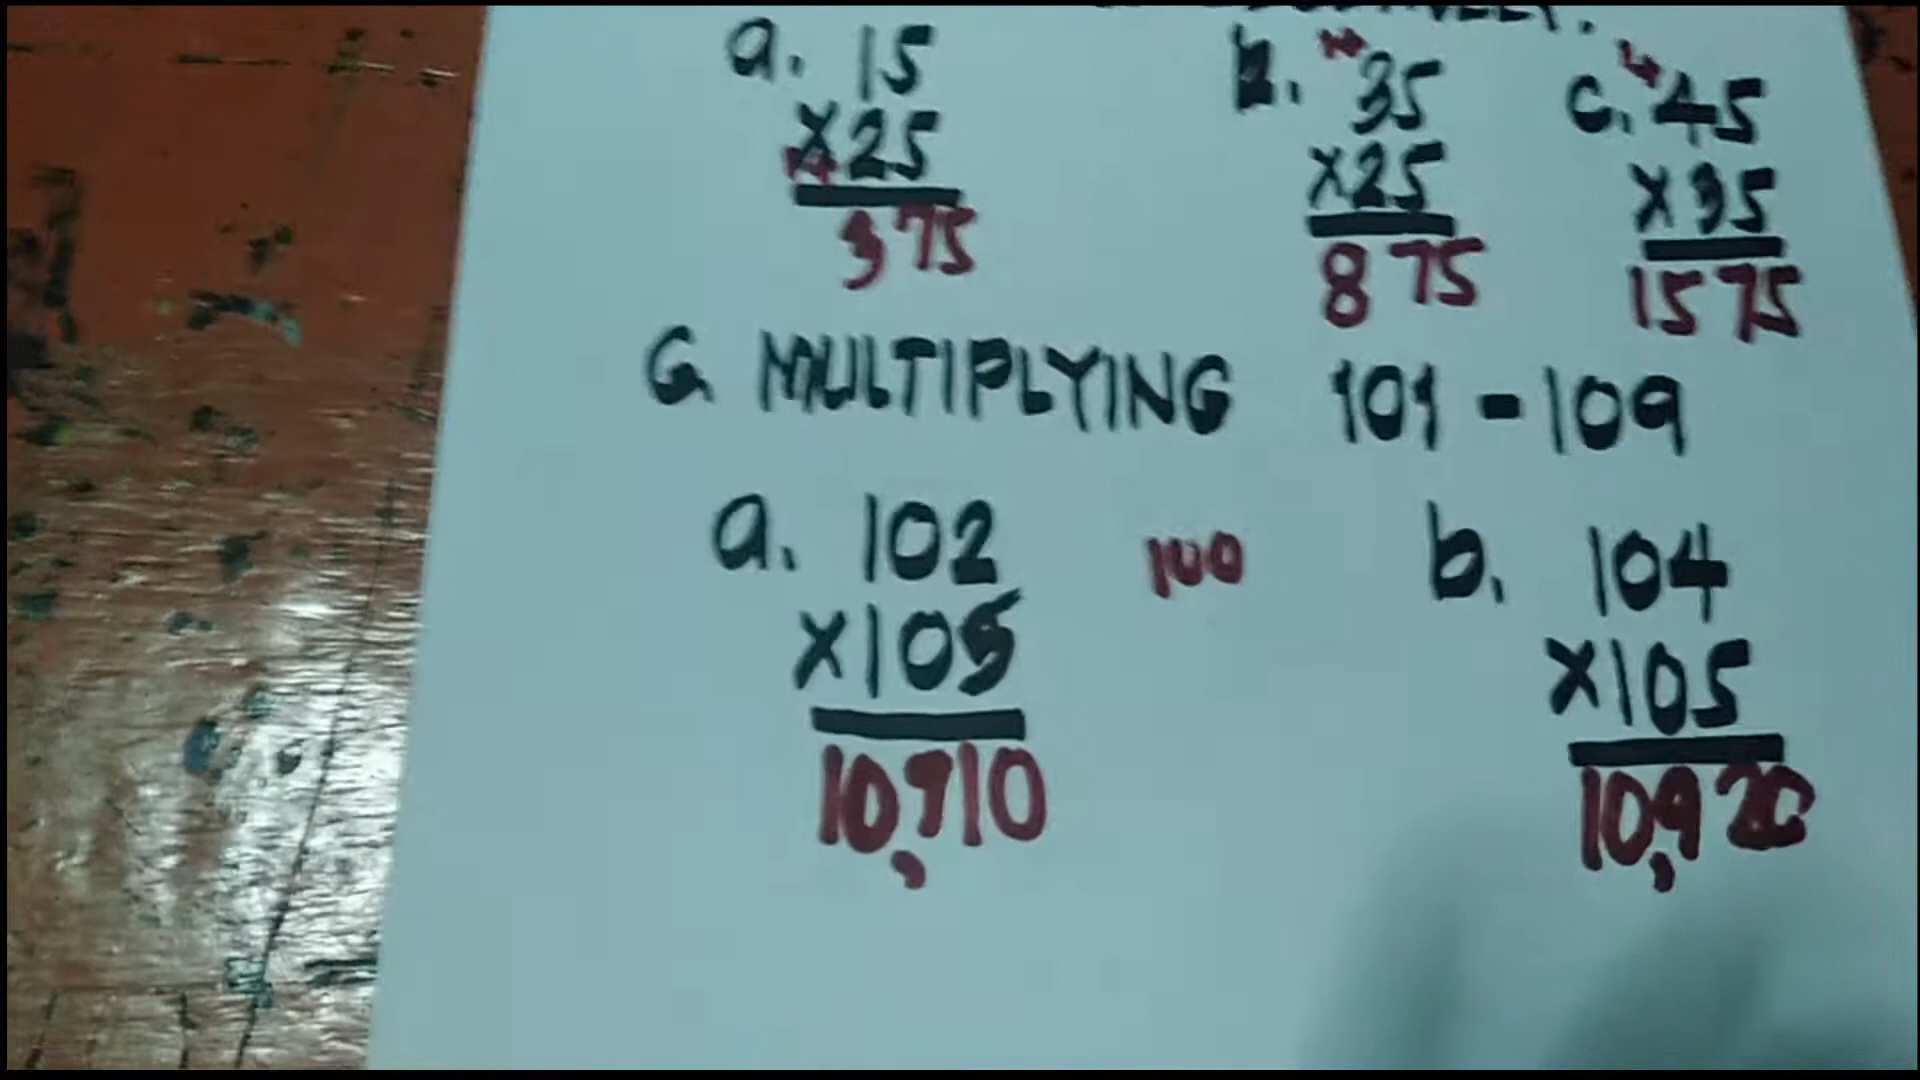 a. 15 b. 35 c. 45
x25 x25 x35
375 875 1575
G. MULTIPLYING 101 - 109
a. 102 100 b. 104
x105 x105
10,710 10,920